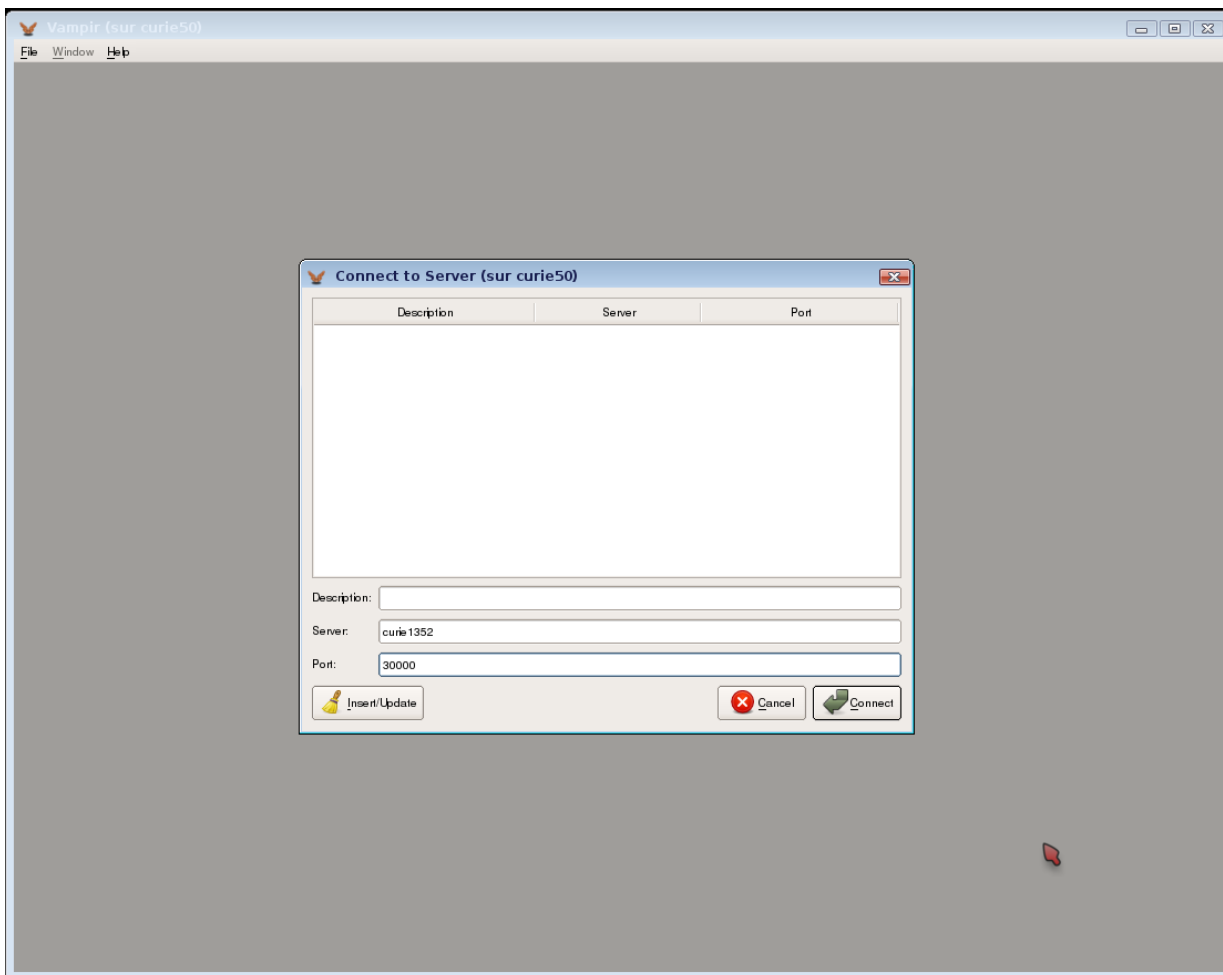 Vampir (sur curie50)
File Window Help
Connect to Server (sur curie50)
Description Server Port
Description:
Server: curie1352
Port: 30000
Insert/Update Cancel Connect